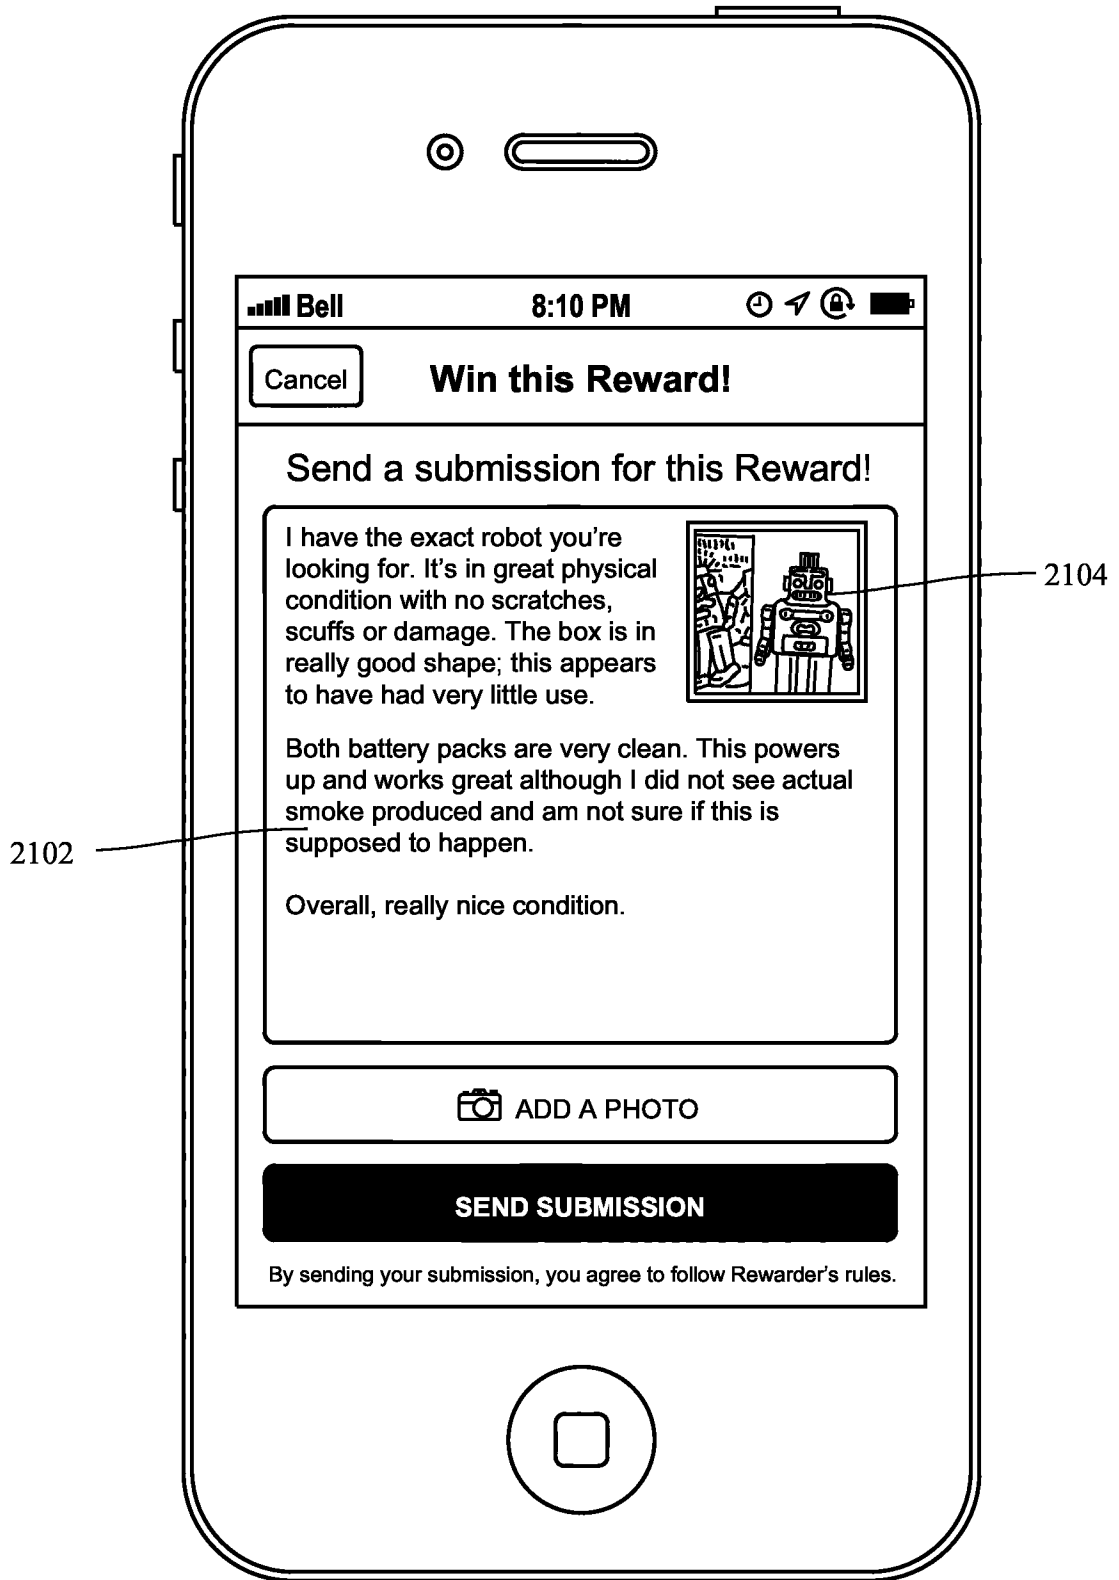 Bell 8:10 PM
Cancel Win this Reward!
Send a submission for this Reward!
I have the exact robot you're
looking for. It's in great physical
condition with no scratches,
scuffs or damage. The box is in
really good shape; this appears
to have had very little use.
2104
Both battery packs are very clean. This powers
up and works great although I did not see actual
smoke produced and am not sure if this is
supposed to happen.
2102
Overall, really nice condition.
ADD A PHOTO
SEND SUBMISSION
By sending your submission, you agree to follow Rewarder's rules.